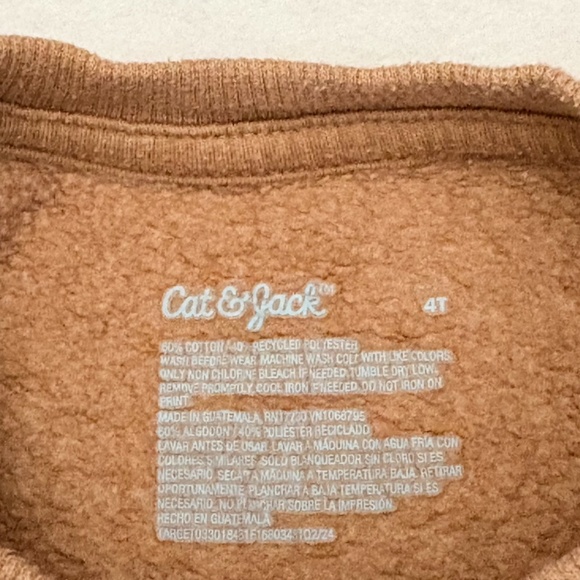 Cat & Jack™ 4T
60% COTTON / 40% RECYCLED POLYESTER
WASH BEFORE WEAR. MACHINE WASH COLD WITH LIKE COLORS.
ONLY NON CHLORINE BLEACH IF NEEDED. TUMBLE DRY LOW.
REMOVE PROMPTLY. COOL IRON IF NEEDED. DO NOT IRON ON
PRINT.
MADE IN GUATEMALA. RN17730 VN1068795
60% ALGODÓN / 40% POLIÉSTER RECICLADO
LAVAR ANTES DE USAR. LAVAR A MÁQUINA CON AGUA FRÍA CON
COLORES SIMILARES. SOLO BLANQUEADOR SIN CLORO SI ES
NECESARIO. SECAR A MÁQUINA A TEMPERATURA BAJA. RETIRAR
OPORTUNAMENTE. PLANCHAR A BAJA TEMPERATURA SI ES
NECESARIO. NO PLANCHAR SOBRE LA IMPRESIÓN.
HECHO EN GUATEMALA